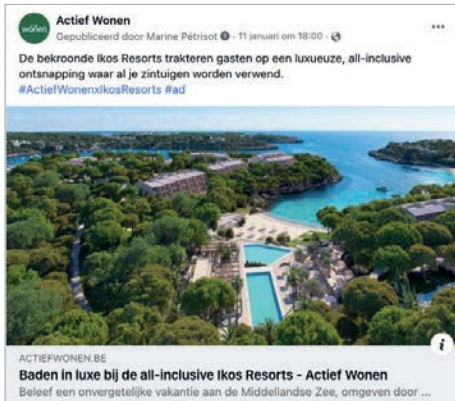 wonen
Actief Wonen
Gepubliceerd door Marine Pétrisot · 11 januari om 18:00 ·
De bekroonde Ikos Resorts trakteren gasten op een luxueuze, all-inclusive
ontsnapping waar al je zintuigen worden verwend.
#ActiefWonenxIkosResorts #ad
i
ACTIEFWONEN.BE
Baden in luxe bij de all-inclusive Ikos Resorts - Actief Wonen
Beleef een onvergetelijke vakantie aan de Middellandse Zee, omgeven door ...